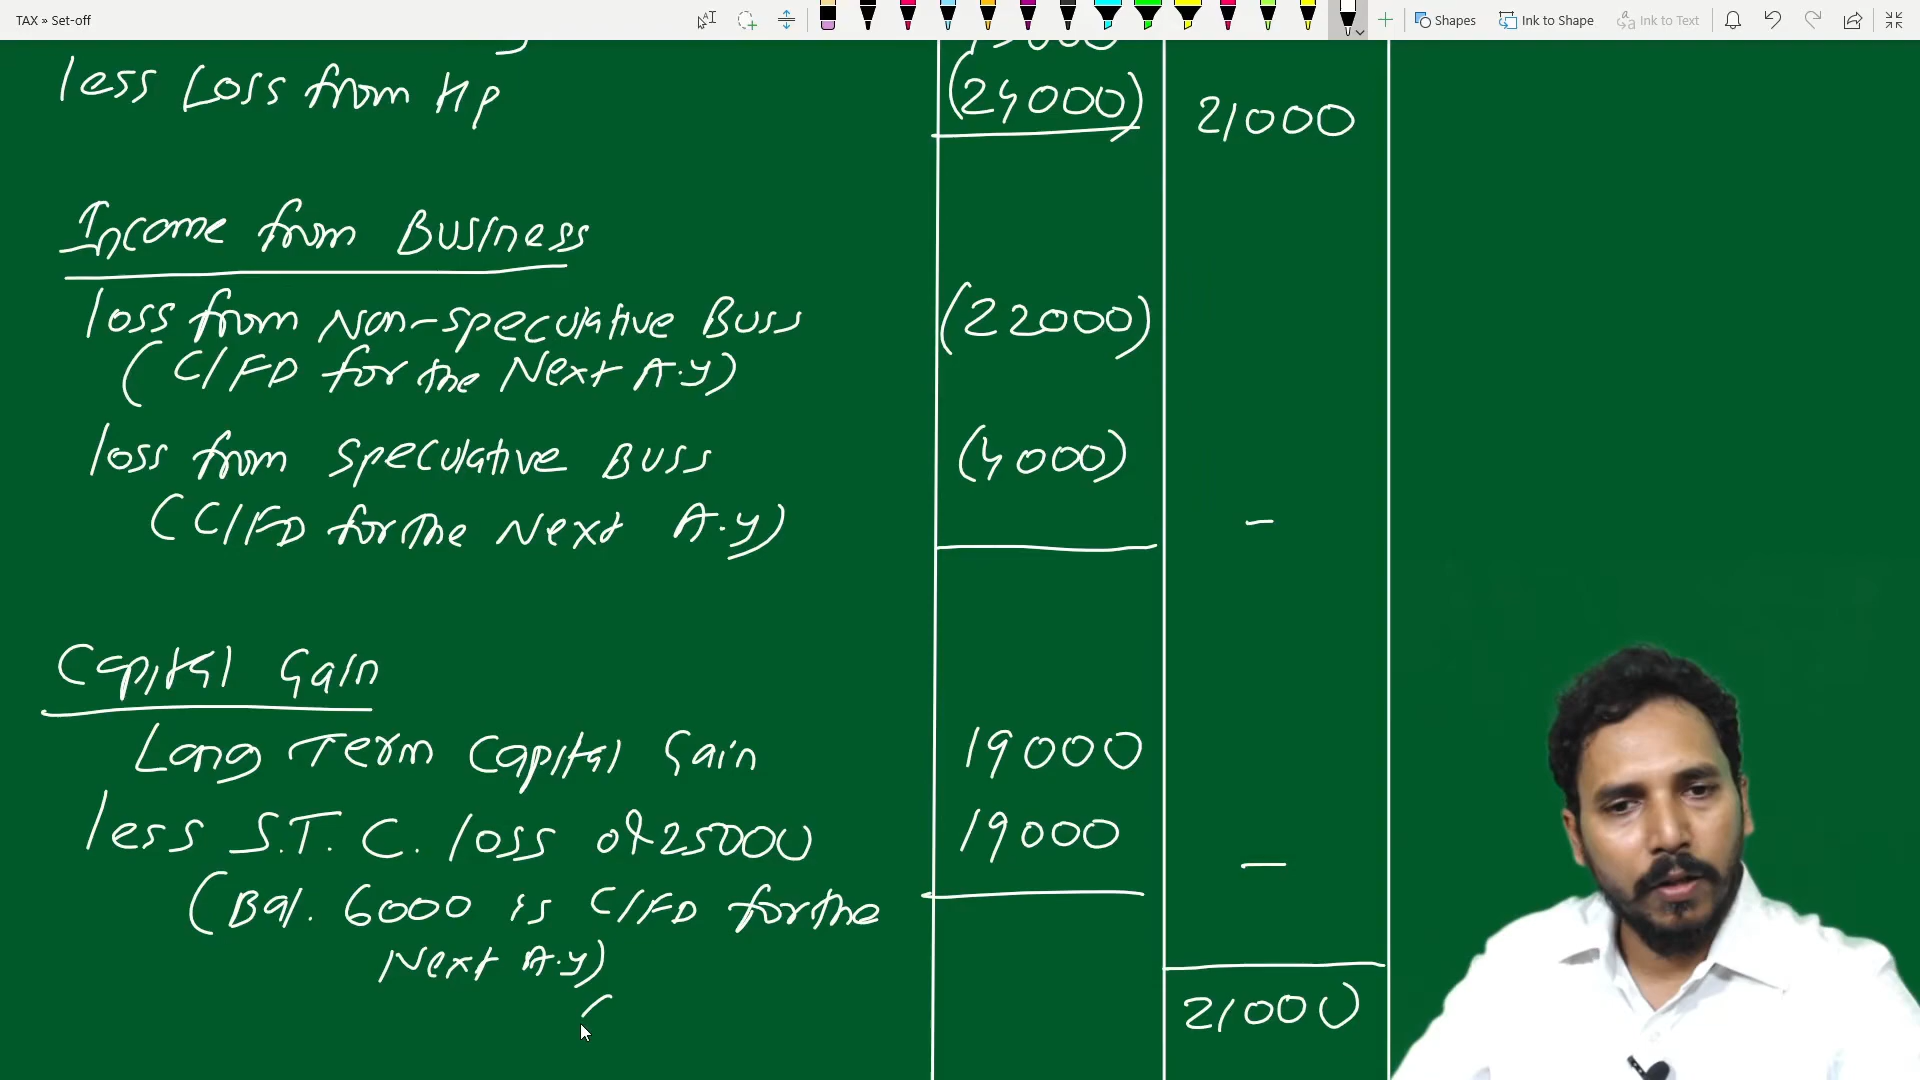 TAX » Set-off
Shapes
Ink to Shape
Ink to Text
less Loss from Hp (24000) 21000
Income from Business
loss from Non-speculative Buss (22000)
(C/FD for the Next A.y)
loss from speculative Buss (4000)
(C/FD for the Next A.y) -
Capital Gain
Long Term Capital Gain 19000
less S.T.C. loss of 25000 19000 -
(Bal. 6000 is C/FD for the
Next A.y)
21000